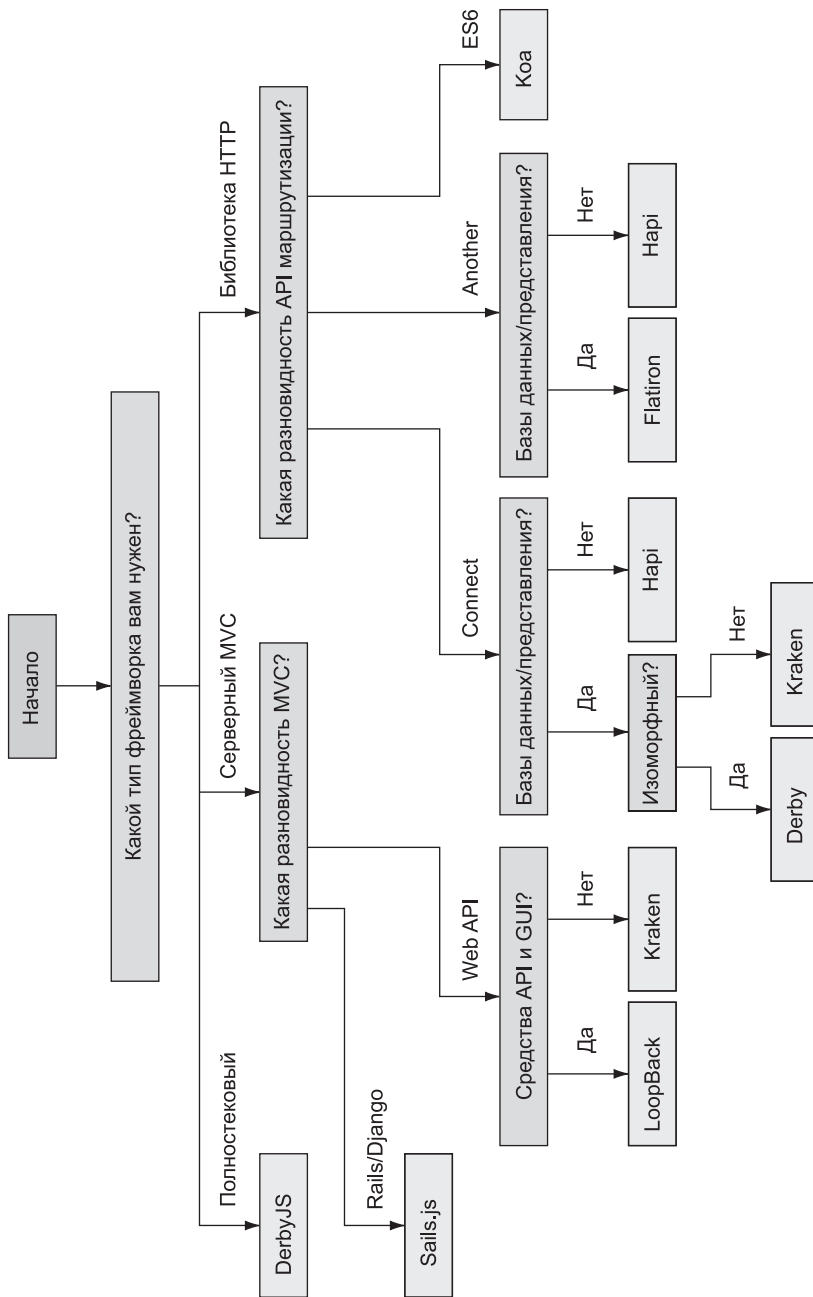 Начало
Какой тип фреймворка вам нужен?
Полностековый
Серверный MVC
Библиотека HTTP
DerbyJS
Какая разновидность MVC?
Какая разновидность API маршрутизации?
Rails/Django
Sails.js
Web API
Connect
Another
ES6
Средства API и GUI?
Базы данных/представления?
Базы данных/представления?
Koa
Да
Нет
Да
Нет
Да
Нет
LoopBack
Kraken
Изоморфный?
Hapi
Flatiron
Hapi
Да
Нет
Derby
Kraken